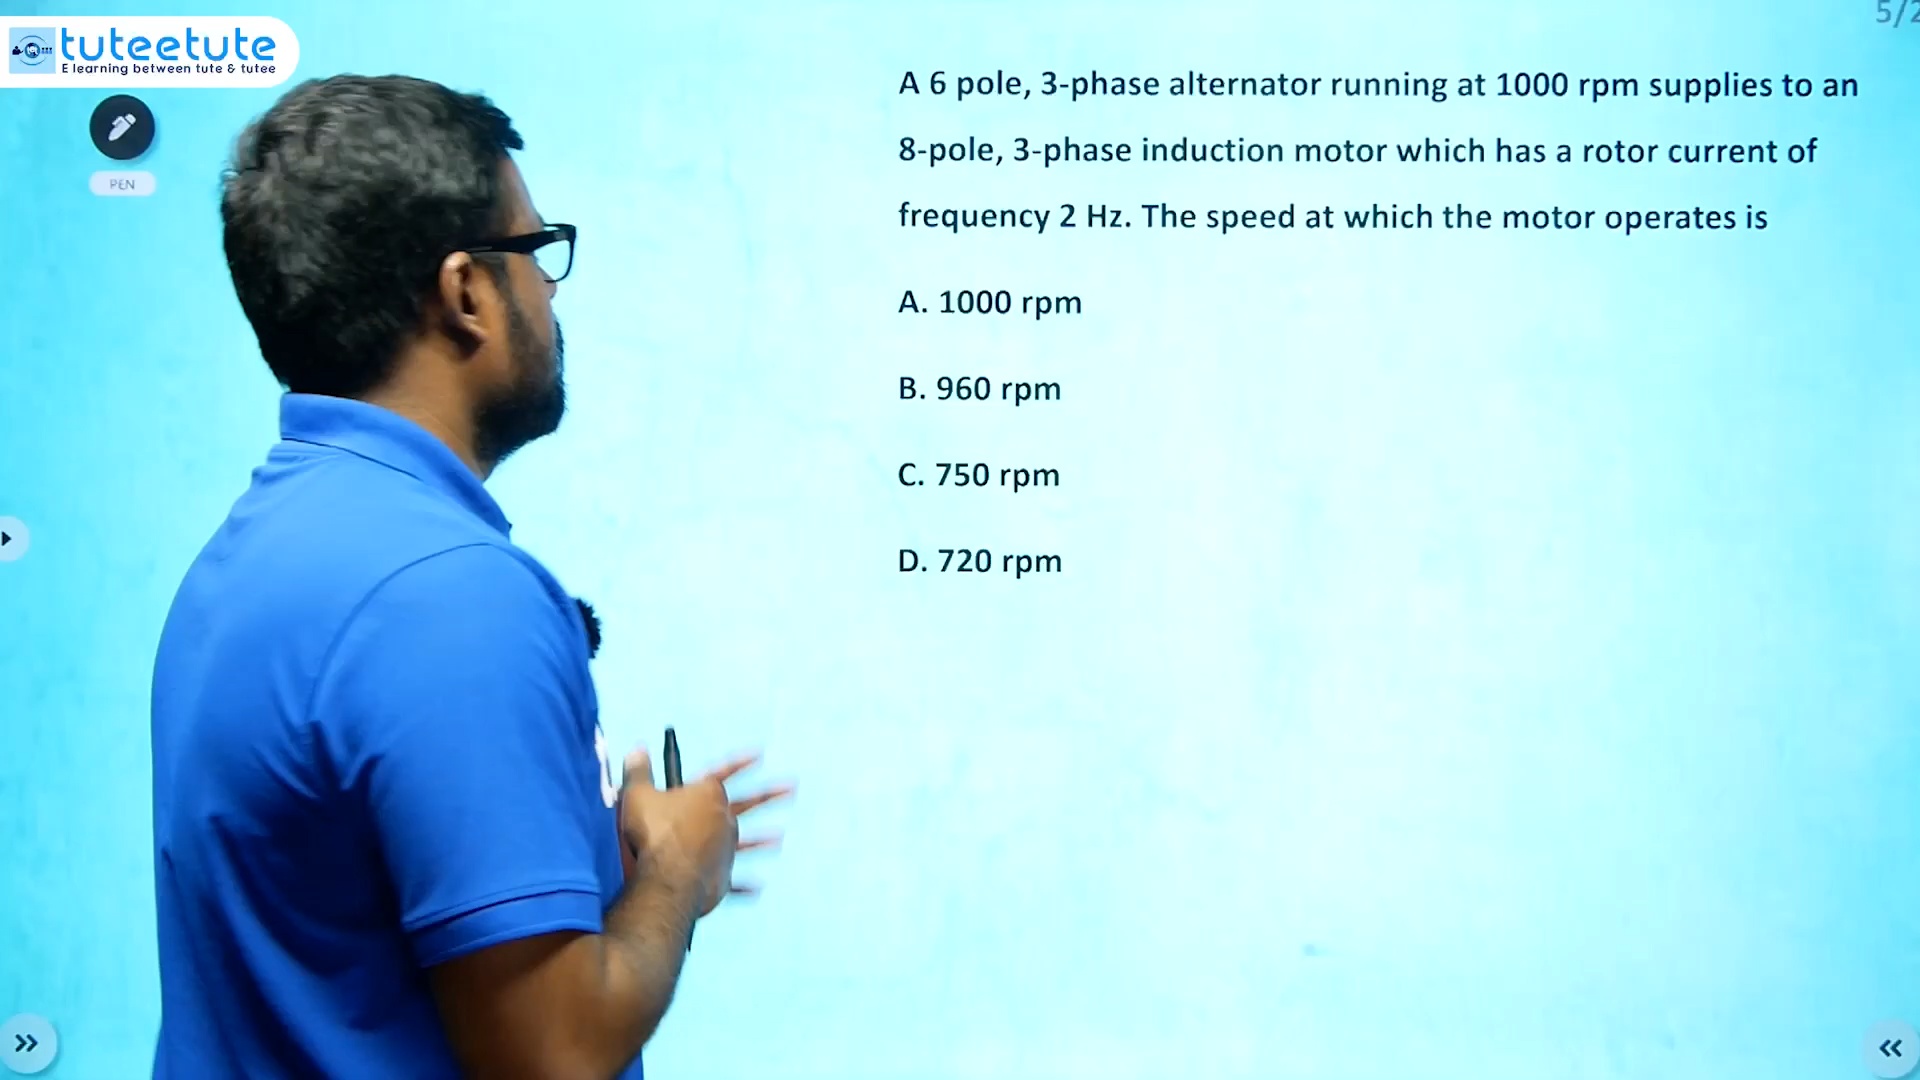 5/2
tuteetute
E learning between tute & tutee
PEN
A 6 pole, 3-phase alternator running at 1000 rpm supplies to an
8-pole, 3-phase induction motor which has a rotor current of
frequency 2 Hz. The speed at which the motor operates is
A. 1000 rpm
B. 960 rpm
C. 750 rpm
D. 720 rpm